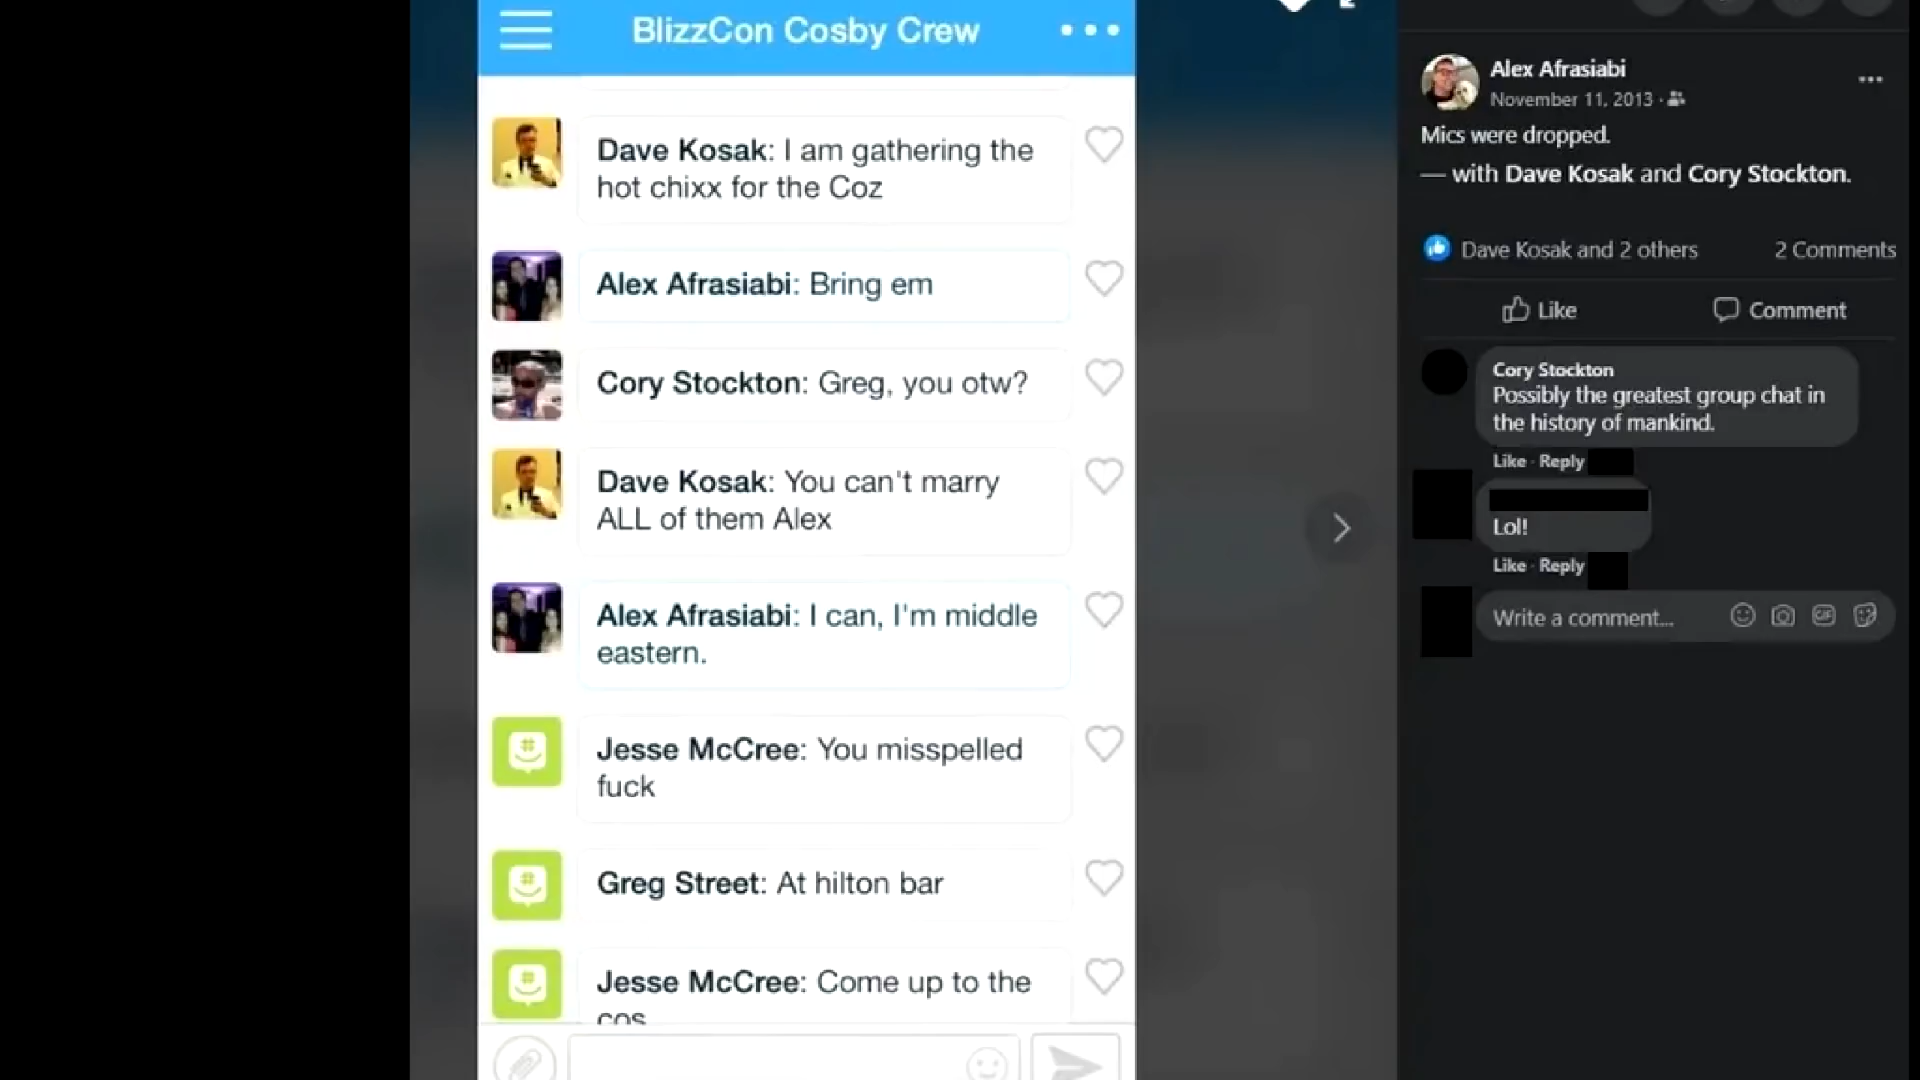 BlizzCon Cosby Crew
Dave Kosak: I am gathering the
hot chixx for the Coz
Alex Afrasiabi: Bring em
Cory Stockton: Greg, you otw?
Dave Kosak: You can't marry
ALL of them Alex
Alex Afrasiabi: I can, I'm middle
eastern.
Jesse McCree: You misspelled
fuck
Greg Street: At hilton bar
Jesse McCree: Come up to the
cos
Alex Afrasiabi
November 11, 2013 ·
Mics were dropped.
— with Dave Kosak and Cory Stockton.
Dave Kosak and 2 others 2 Comments
Like Comment
Cory Stockton
Possibly the greatest group chat in
the history of mankind.
Like · Reply
Lol!
Like · Reply
Write a comment...
GIF